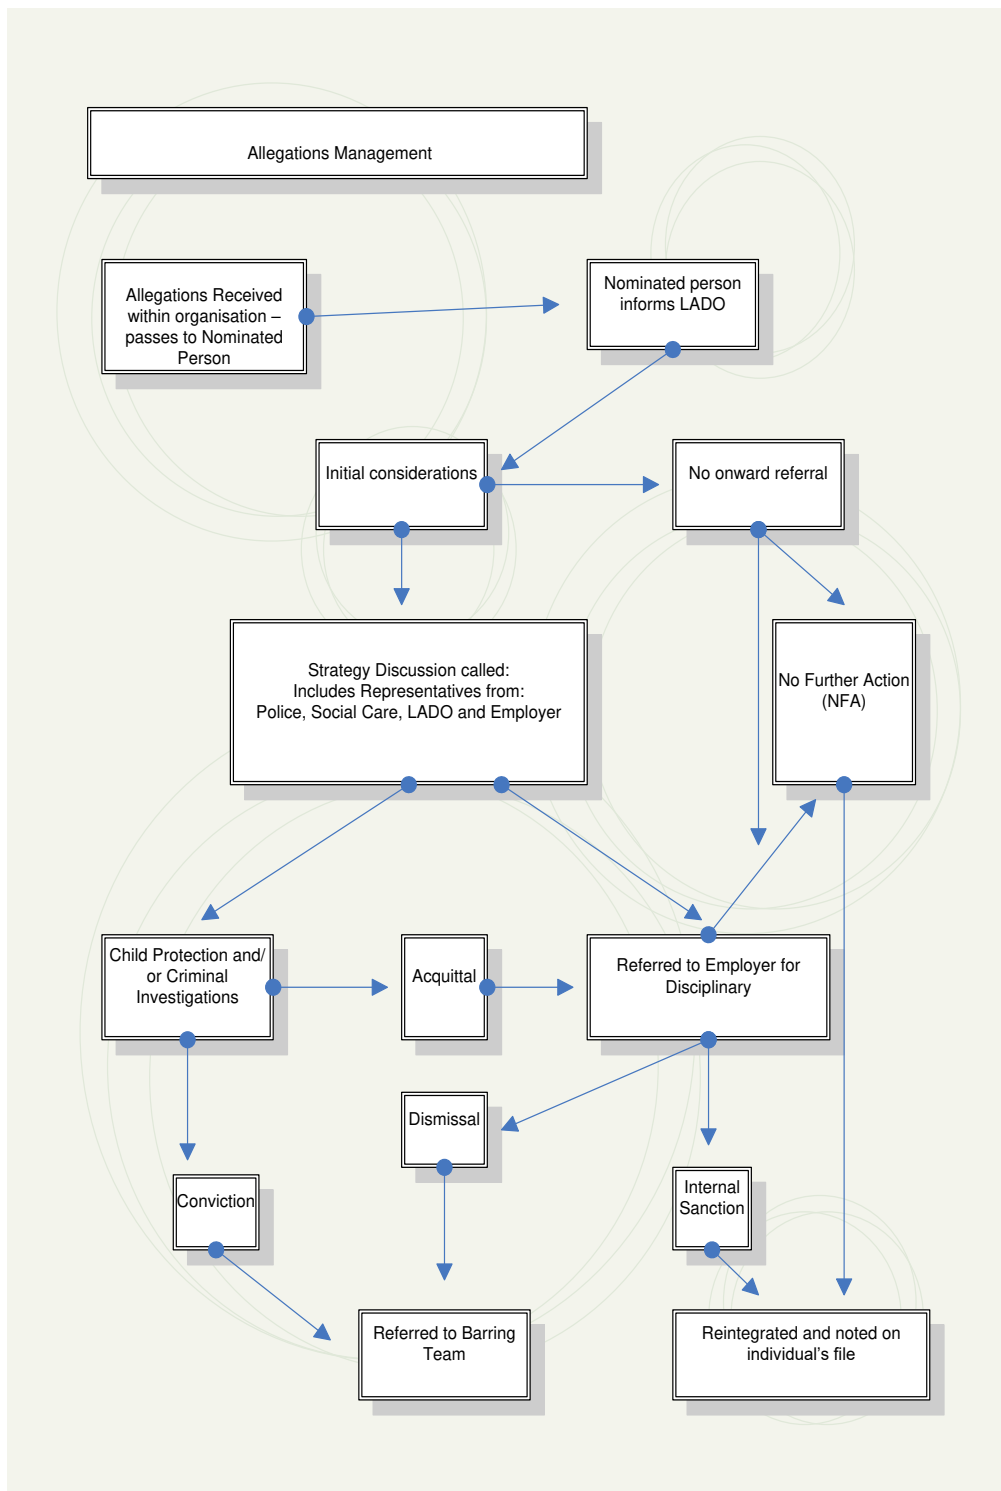 Allegations Management
Allegations Received
within organisation –
passes to Nominated
Person
Nominated person
informs LADO
Initial considerations
No onward referral
Strategy Discussion called:
Includes Representatives from:
Police, Social Care, LADO and Employer
No Further Action
(NFA)
Child Protection and/
or Criminal
Investigations
Acquittal
Referred to Employer for
Disciplinary
Dismissal
Conviction
Internal
Sanction
Referred to Barring
Team
Reintegrated and noted on
individual’s file